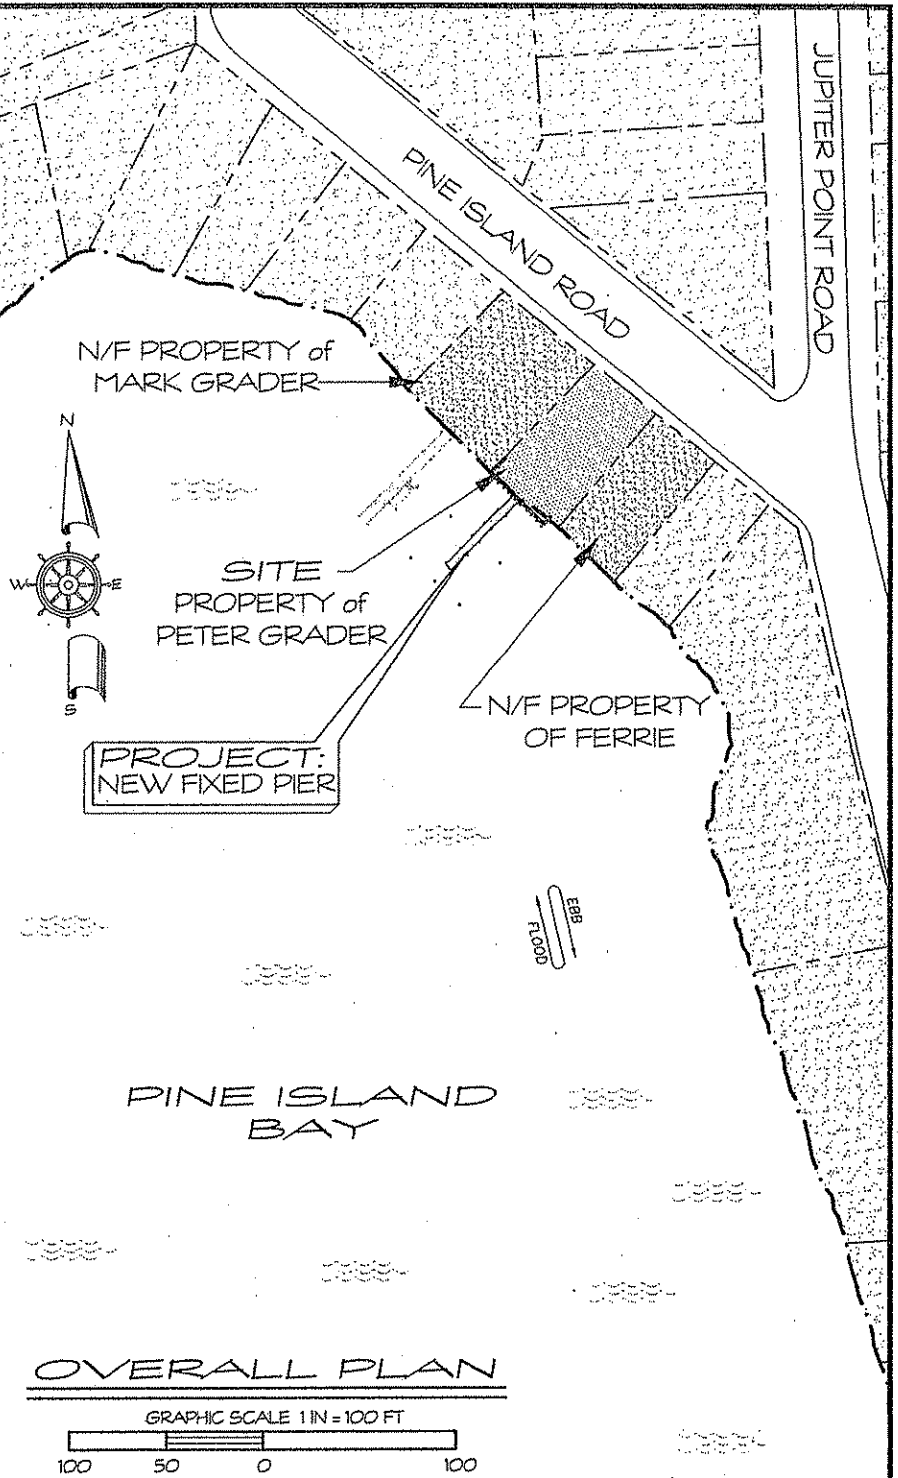 JUPITER POINT ROAD
PINE ISLAND ROAD
N/F PROPERTY of
MARK GRADER
N
W
E
S
SITE
PROPERTY of
PETER GRADER
N/F PROPERTY
OF FERRIE
PROJECT:
NEW FIXED PIER
EBB
FLOOD
PINE ISLAND
BAY
OVERALL PLAN
GRAPHIC SCALE 1 IN = 100 FT
100 50 0 100